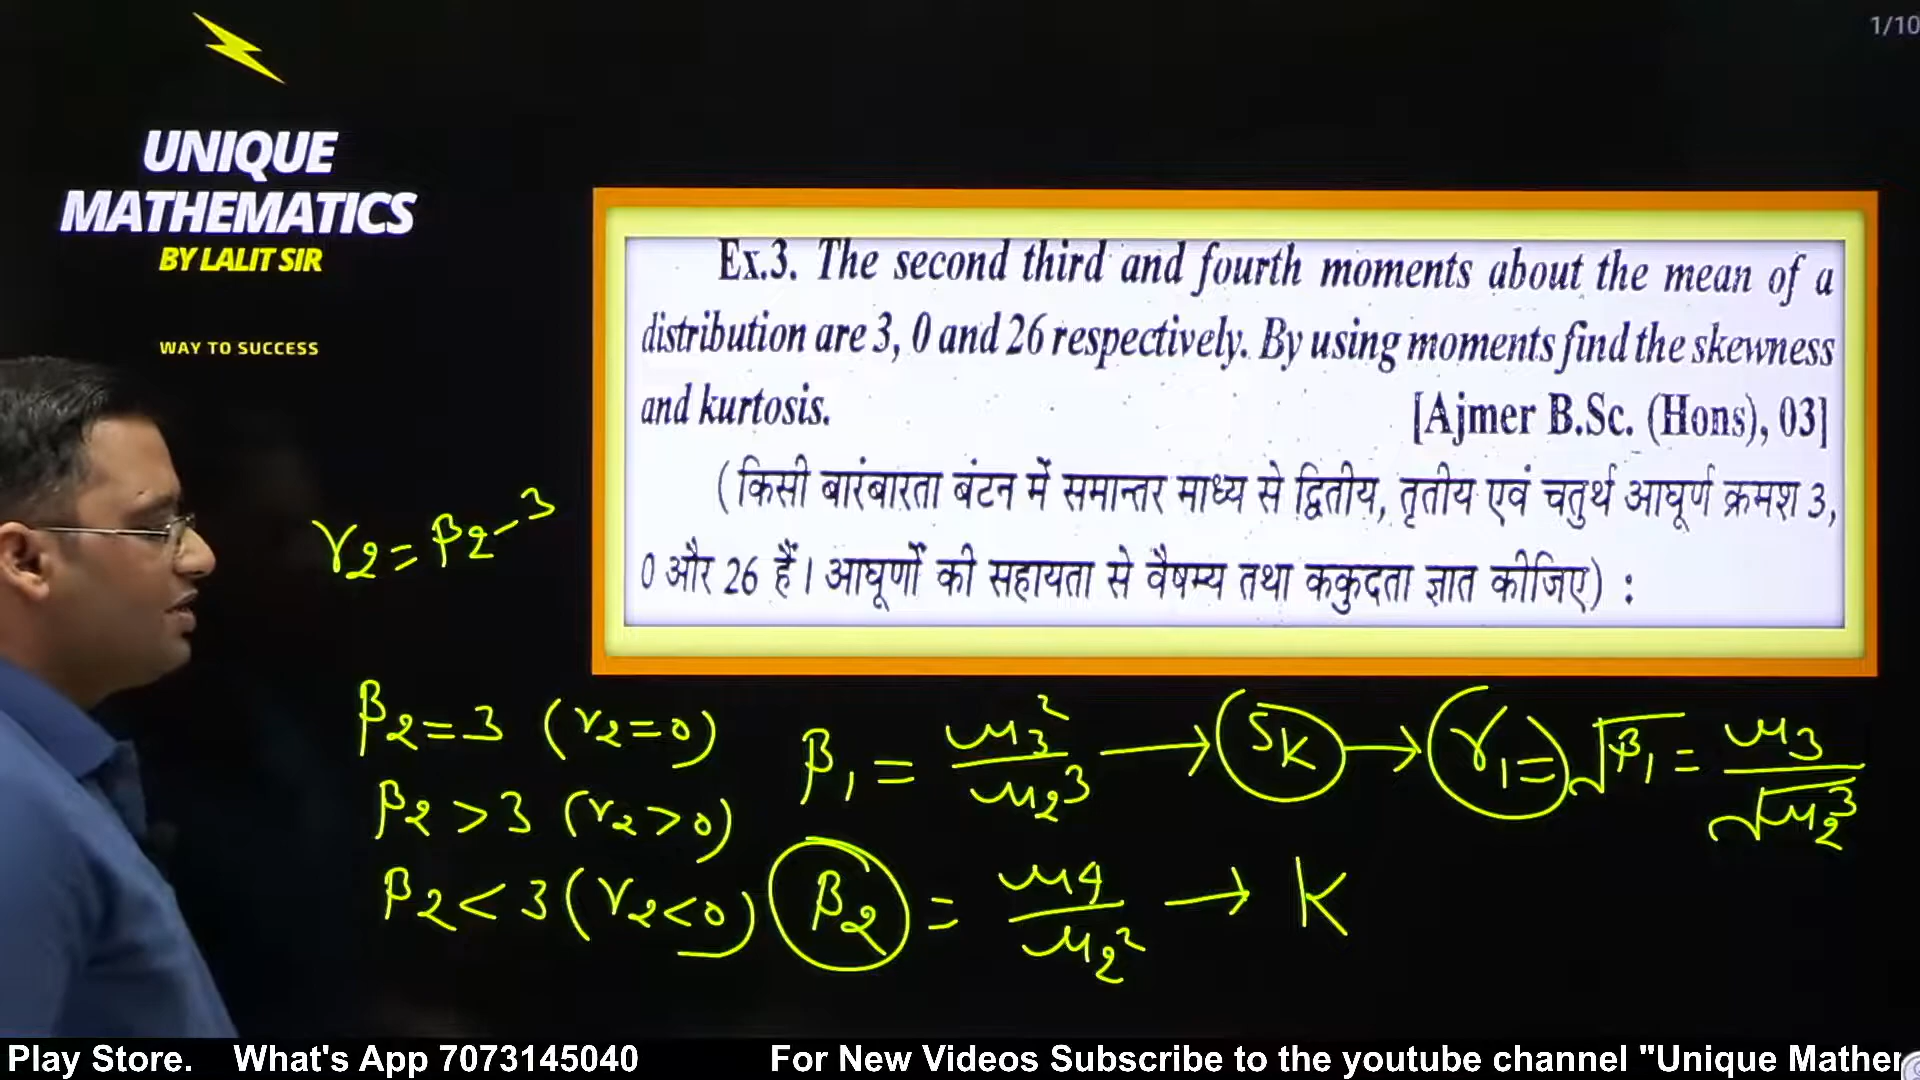 1/10
UNIQUE
MATHEMATICS
BY LALIT SIR
WAY TO SUCCESS
Ex.3. The second third and fourth moments about the mean of a
distribution are 3, 0 and 26 respectively. By using moments find the skewness
and kurtosis. [Ajmer B.Sc. (Hons), 03]
(किसी बारंबारता बंटन में समान्तर माध्य से द्वितीय, तृतीय एवं चतुर्थ आघूर्ण क्रमश 3,
0 और 26 हैं। आघूर्णों की सहायता से वैषम्य तथा ककुदता ज्ञात कीजिए) :
γ2 = β2 - 3
β2 = 3 (γ2 = 0)
β2 > 3 (γ2 > 0)
β2 < 3 (γ2 < 0)
β1 = μ3² / μ2³ → SK → γ1 = √β1 = μ3 / √μ2³
β2 = μ4 / μ2² → K
Play Store. What's App 7073145040 For New Videos Subscribe to the youtube channel "Unique Mather